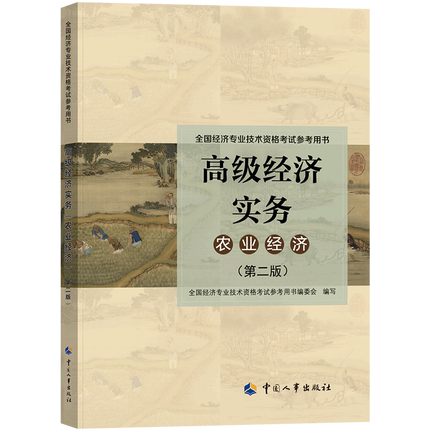 全国经济专业技术资格考试参考用书
高级经济实务 农业经济(第二版)
全国经济专业技术资格考试参考用书
高级经济
实务
农业经济
(第二版)
全国经济专业技术资格考试参考用书编委会 编写
中国人事出版社